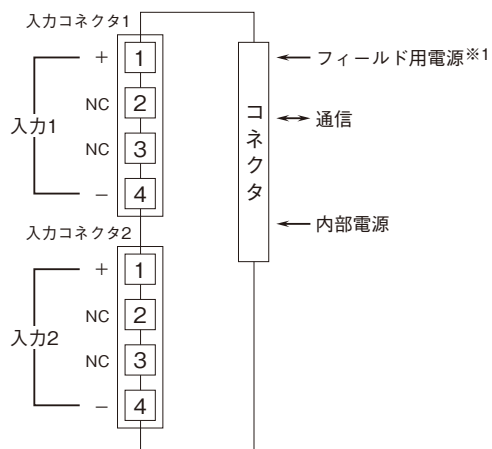 入力コネクタ1
+ 1
NC 2
入力1
NC 3
− 4
入力コネクタ2
+ 1
NC 2
入力2
NC 3
− 4
コネクタ
フィールド用電源※1
通信
内部電源